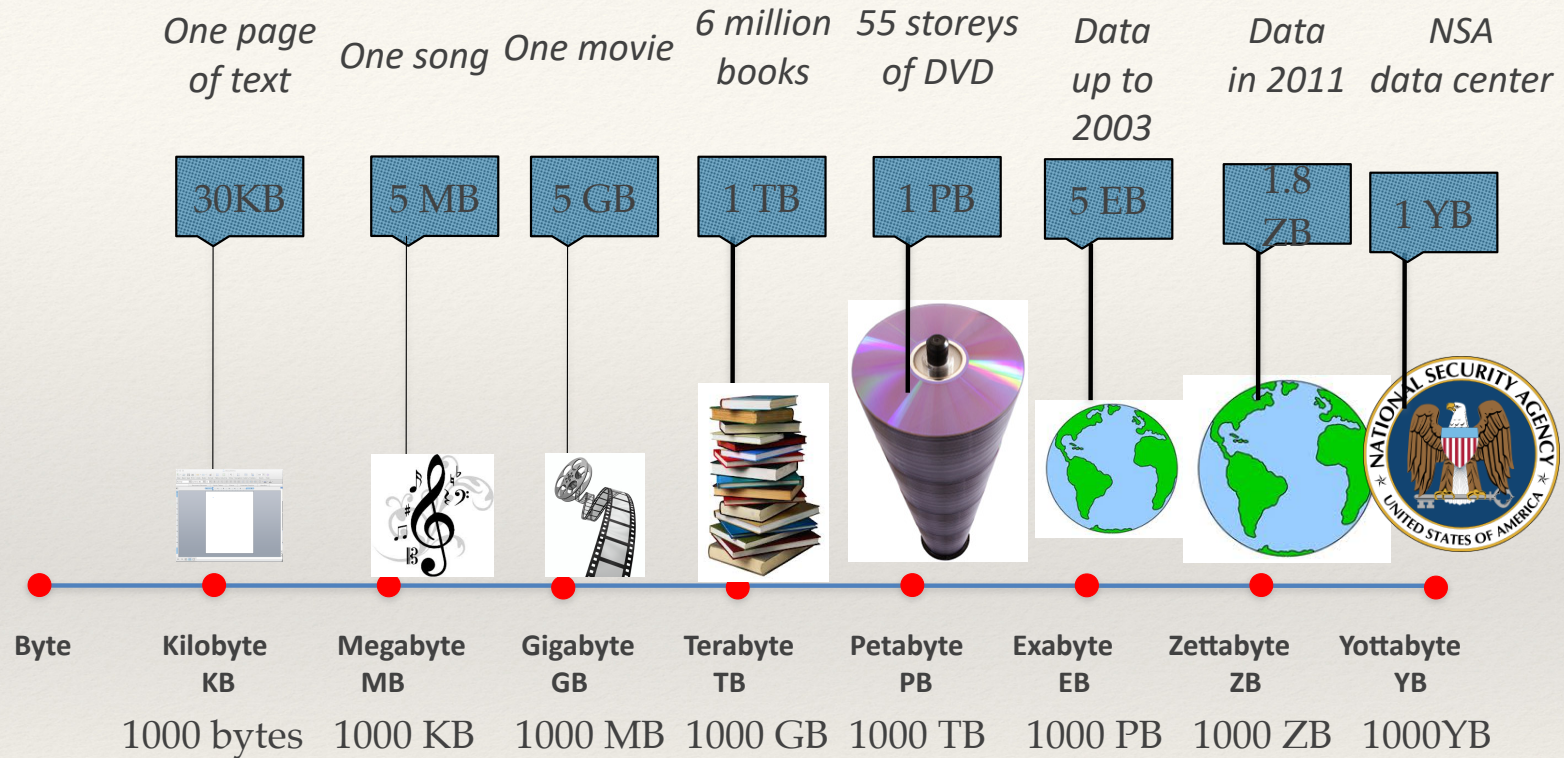 One page
of text
One song
One movie
6 million
books
55 storeys
of DVD
Data
up to
2003
Data
in 2011
NSA
data center
30KB
5 MB
5 GB
1 TB
1 PB
5 EB
1.8
ZB
1 YB
NATIONAL SECURITY AGENCY
UNITED STATES OF AMERICA
Byte
Kilobyte
KB
Megabyte
MB
Gigabyte
GB
Terabyte
TB
Petabyte
PB
Exabyte
EB
Zettabyte
ZB
Yottabyte
YB
1000 bytes
1000 KB
1000 MB
1000 GB
1000 TB
1000 PB
1000 ZB
1000YB